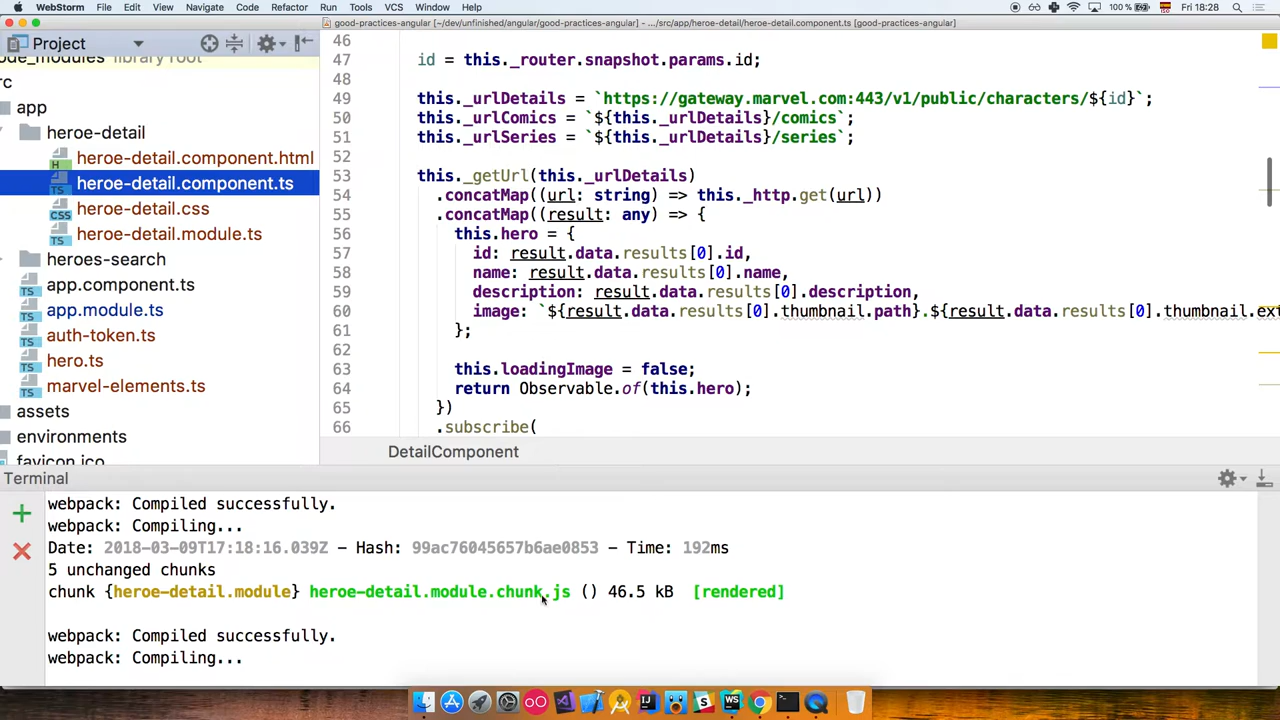 WebStorm File Edit View Navigate Code Refactor Run Tools VCS Window Help 100 % Fri 18:28
good-practices-angular [~/dev/unfinished/angular/good-practices-angular] - .../src/app/heroe-detail/heroe-detail.component.ts [good-practices-angular]
Project
ode_modules library root
rc
app
heroe-detail
heroe-detail.component.html
heroe-detail.component.ts
heroe-detail.css
heroe-detail.module.ts
heroes-search
app.component.ts
app.module.ts
auth-token.ts
hero.ts
marvel-elements.ts
assets
environments
favicon.ico
46
47 id = this._router.snapshot.params.id;
48
49 this._urlDetails = `https://gateway.marvel.com:443/v1/public/characters/${id}`;
50 this._urlComics = `${this._urlDetails}/comics`;
51 this._urlSeries = `${this._urlDetails}/series`;
52
53 this._getUrl(this._urlDetails)
54 .concatMap((url: string) => this._http.get(url))
55 .concatMap((result: any) => {
56 this.hero = {
57 id: result.data.results[0].id,
58 name: result.data.results[0].name,
59 description: result.data.results[0].description,
60 image: `${result.data.results[0].thumbnail.path}.${result.data.results[0].thumbnail.ext
61 };
62
63 this.loadingImage = false;
64 return Observable.of(this.hero);
65 })
66 .subscribe(
DetailComponent
Terminal
webpack: Compiled successfully.
webpack: Compiling...
Date: 2018-03-09T17:18:16.039Z - Hash: 99ac76045657b6ae0853 - Time: 192ms
5 unchanged chunks
chunk {heroe-detail.module} heroe-detail.module.chunk.js () 46.5 kB [rendered]
webpack: Compiled successfully.
webpack: Compiling...